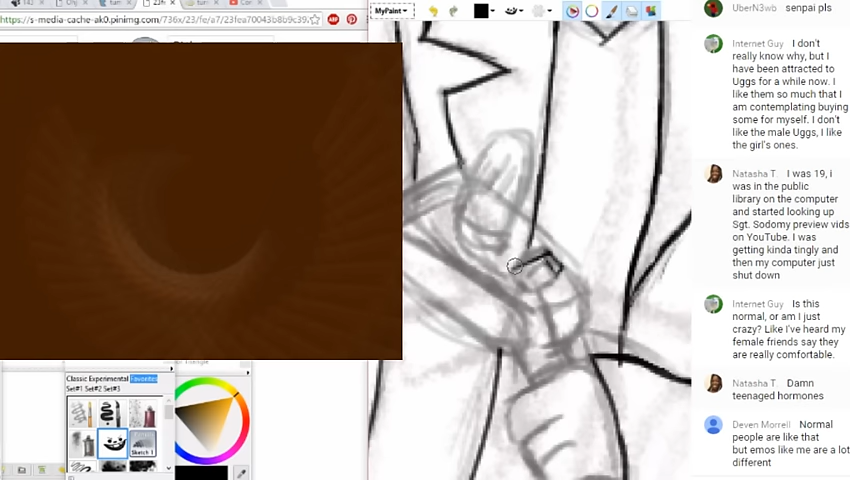 s-media-cache-ak0.pinimg.com/736x/23/fe/a7/23fea70043b8b9c39.
MyPaint
Classic Experimental Favorites
Set#1 Set#2 Set#3
Sketch 1
UberN3wb senpai pls
Internet Guy I don't
really know why, but I
have been attracted to
Uggs for a while now. I
like them so much that I
am contemplating buying
some for myself. I don't
like the male Uggs, I like
the girl's ones.
Natasha T. I was 19, i
was in the public
library on the computer
and started looking up
Sgt. Sodomy preview vids
on YouTube. I was
getting kinda tingly and
then my computer just
shut down
Internet Guy Is this
normal, or am I just
crazy? Like I've heard my
female friends say they
are really comfortable.
Natasha T. Damn
teenaged hormones
Deven Morrell Normal
people are like that
but emos like me are a lot
different